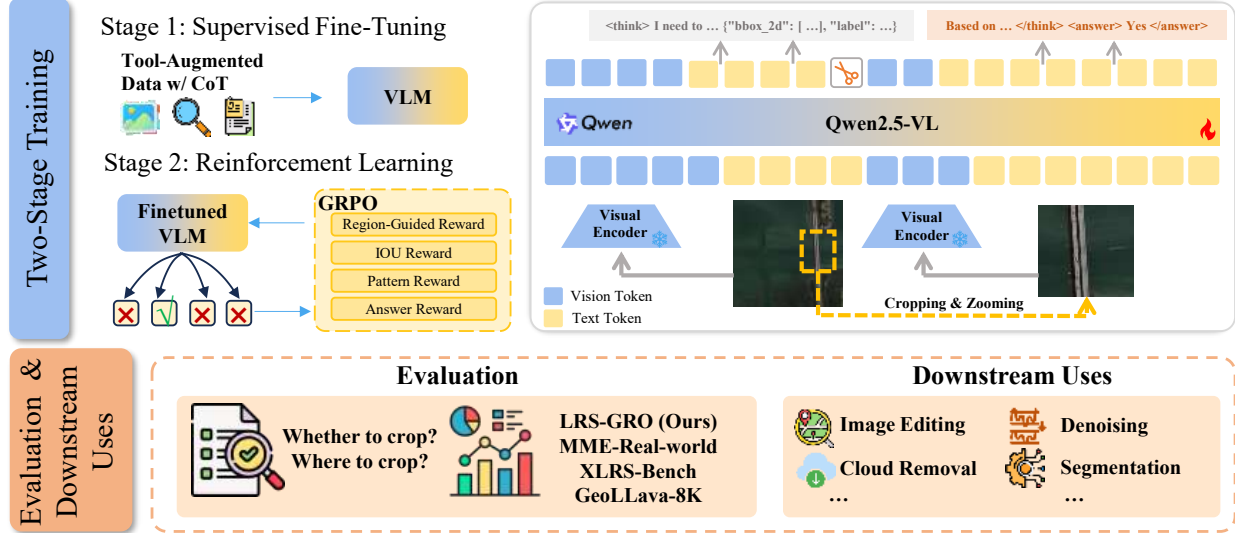 Two-Stage Training
Stage 1: Supervised Fine-Tuning
Tool-Augmented
Data w/ CoT
VLM
Stage 2: Reinforcement Learning
Finetuned
VLM
GRPO
Region-Guided Reward
IOU Reward
Pattern Reward
Answer Reward
<think> I need to … {"bbox_2d": [ …], "label": …}
Based on … </think> <answer> Yes </answer>
Qwen
Qwen2.5-VL
Visual
Encoder
Visual
Encoder
Vision Token
Text Token
Cropping & Zooming
Evaluation &
Downstream
Uses
Evaluation
Whether to crop?
Where to crop?
LRS-GRO (Ours)
MME-Real-world
XLRS-Bench
GeoLLava-8K
Downstream Uses
Image Editing
Denoising
Cloud Removal
Segmentation
…
…